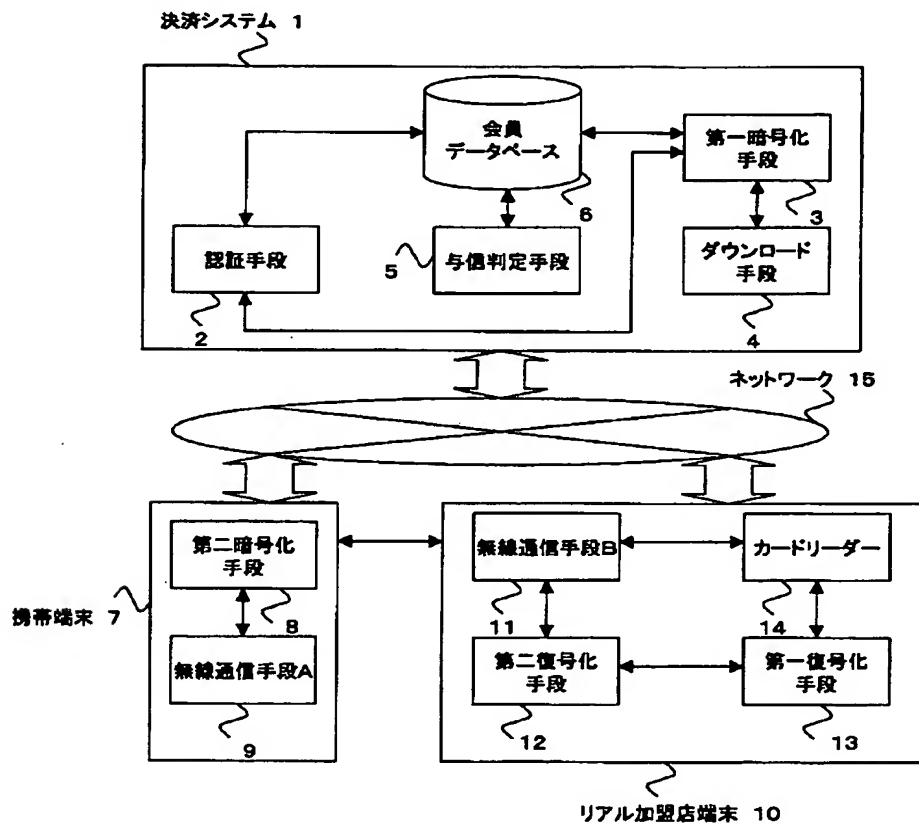 決済システム 1
会員
データベース
6
第一暗号化
手段
3
認証手段
2
5
与信判定手段
ダウンロード
手段
4
ネットワーク 15
第二暗号化
手段
8
携帯端末 7
無線通信手段A
9
無線通信手段B
11
カードリーダー
14
第二復号化
手段
12
第一復号化
手段
13
リアル加盟店端末 10